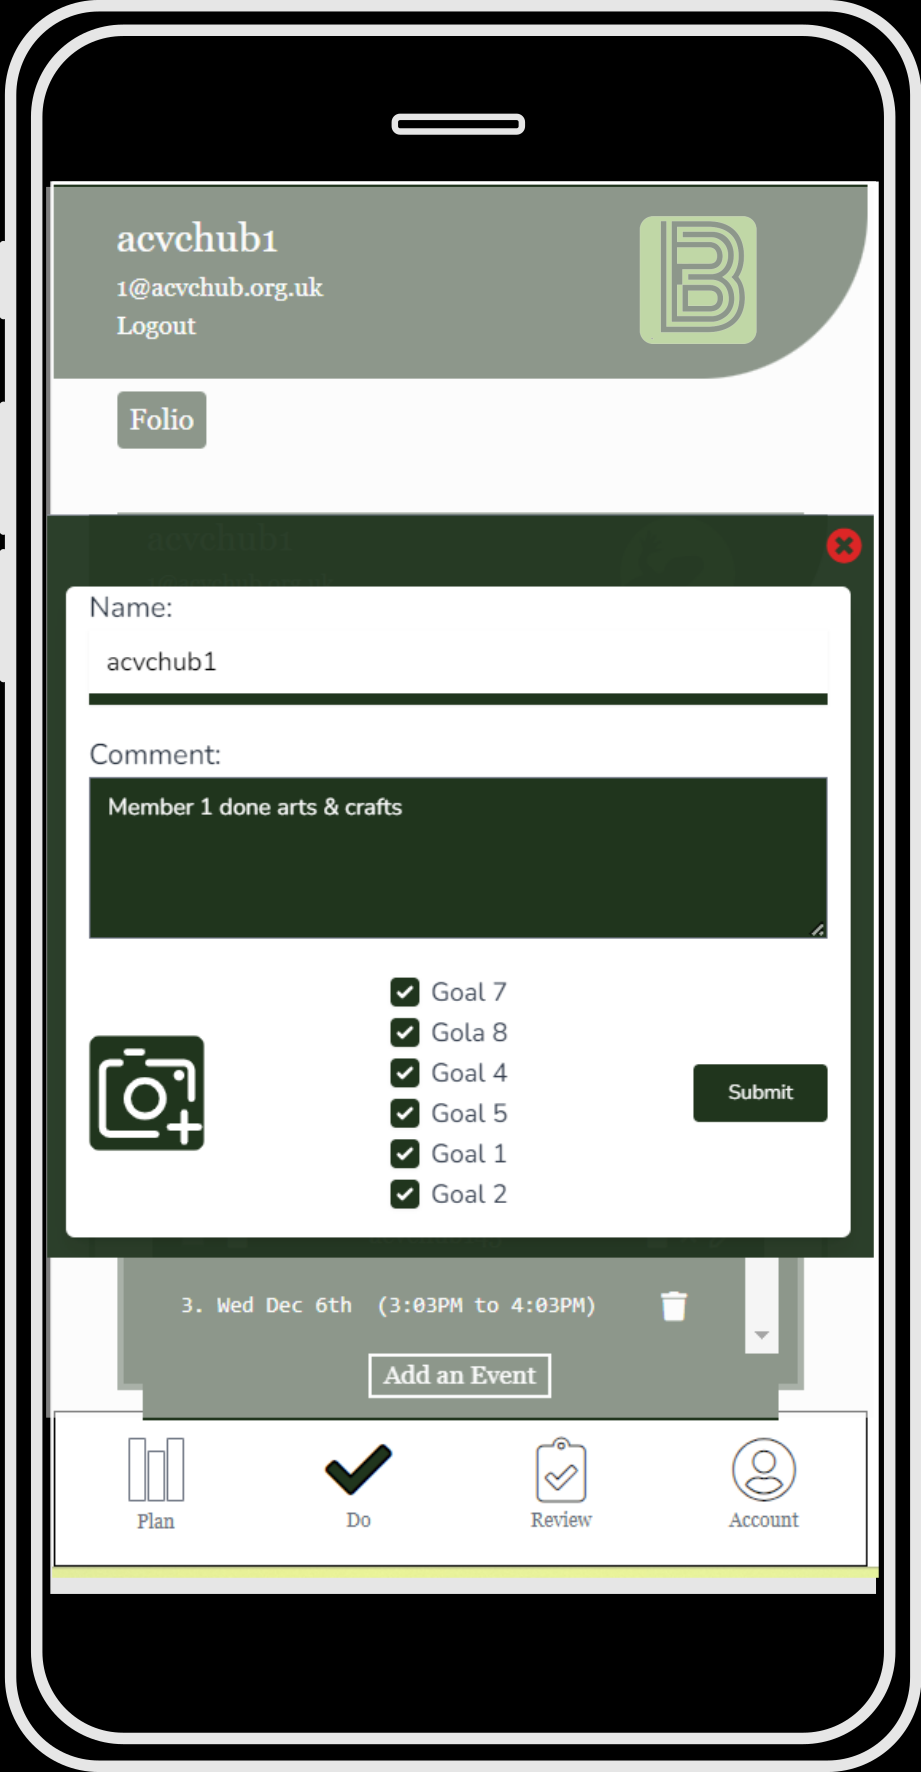 acvchub1
1@acvchub.org.uk
Logout
B
Folio
acvchub1
Name:
acvchub1
Comment:
Member 1 done arts & crafts
Goal 7
Gola 8
Goal 4
Goal 5
Goal 1
Goal 2
Submit
3. Wed Dec 6th (3:03PM to 4:03PM)
Add an Event
Plan
Do
Review
Account